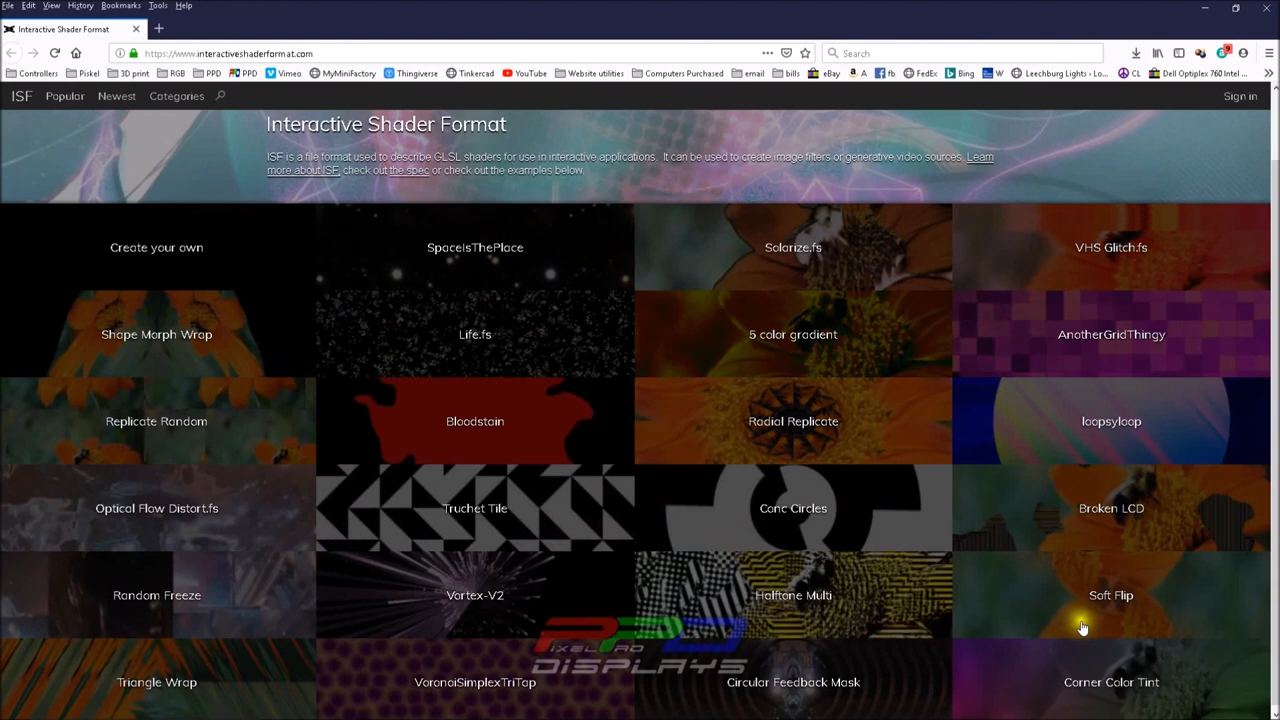 File Edit View History Bookmarks Tools Help
Interactive Shader Format
https://www.interactiveshaderformat.com
Search
9
Controllers Piskel 3D print RGB PPD PPD Vimeo MyMiniFactory Thingiverse Tinkercad YouTube Website utilities Computers Purchased email bills eBay A fb FedEx Bing W Leechburg Lights - Lo... CL Dell Optiplex 760 Intel ...
ISF Popular Newest Categories Sign in
Interactive Shader Format
ISF is a file format used to describe GLSL shaders for use in interactive applications. It can be used to create image filters or generative video sources. Learn
more about ISF, check out the spec or check out the examples below.
Create your own SpaceIsThePlace Solarize.fs VHS Glitch.fs
Shape Morph Wrap Life.fs 5 color gradient AnotherGridThingy
Replicate Random Bloodstain Radial Replicate loopsyloop
Optical Flow Distort.fs Truchet Tile Conc Circles Broken LCD
Random Freeze Vortex-V2 Halftone Multi Soft Flip
PIXEL PRO DISPLAYS
Triangle Wrap VoronoiSimplexTriTap Circular Feedback Mask Corner Color Tint